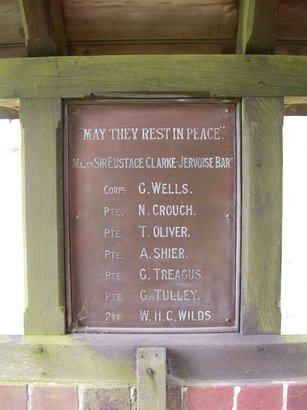 "MAY THEY REST IN PEACE".
MAJOR SIR EUSTACE CLARKE-JERVOISE BART
CORPL G. WELLS.
PTE. N. CROUCH.
PTE. T. OLIVER.
PTE. A. SHIER.
PTE. G. TREAGUS.
PTE. G. TULLEY.
PTE W.H.C. WILDS.